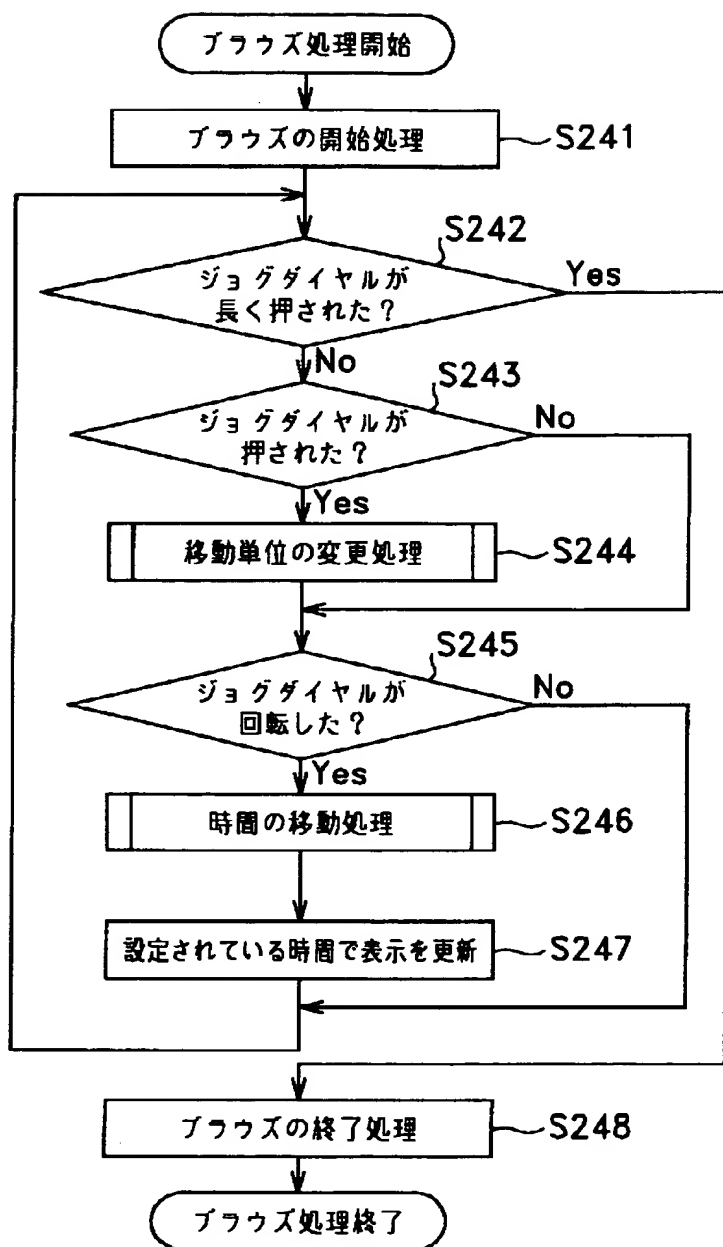 ブラウズ処理開始
ブラウズの開始処理
S241
S242
ジョグダイヤルが
長く押された?
Yes
No
S243
ジョグダイヤルが
押された?
No
Yes
移動単位の変更処理
S244
S245
ジョグダイヤルが
回転した?
No
Yes
時間の移動処理
S246
設定されている時間で表示を更新
S247
ブラウズの終了処理
S248
ブラウズ処理終了